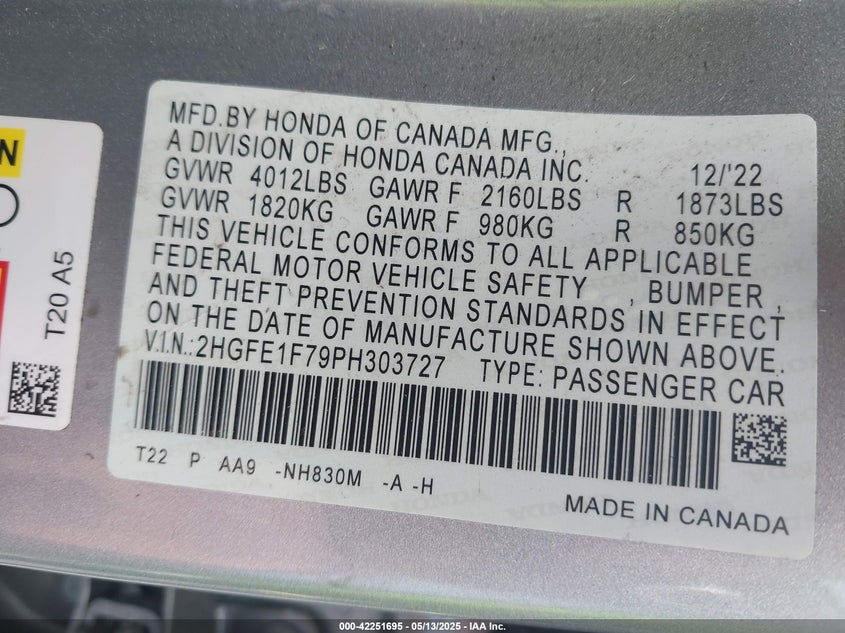 N
O
T20 A5
MFD.BY HONDA OF CANADA MFG.,
A DIVISION OF HONDA CANADA INC. 12/'22
GVWR 4012LBS GAWR F 2160LBS R 1873LBS
GVWR 1820KG GAWR F 980KG R 850KG
THIS VEHICLE CONFORMS TO ALL APPLICABLE
FEDERAL MOTOR VEHICLE SAFETY , BUMPER ,
AND THEFT PREVENTION STANDARDS IN EFFECT
ON THE DATE OF MANUFACTURE SHOWN ABOVE.
V.I.N.:2HGFE1F79PH303727 TYPE: PASSENGER CAR
T22 P AA9 -NH830M -A -H
MADE IN CANADA
000-42251695 - 05/13/2025 - IAA Inc.